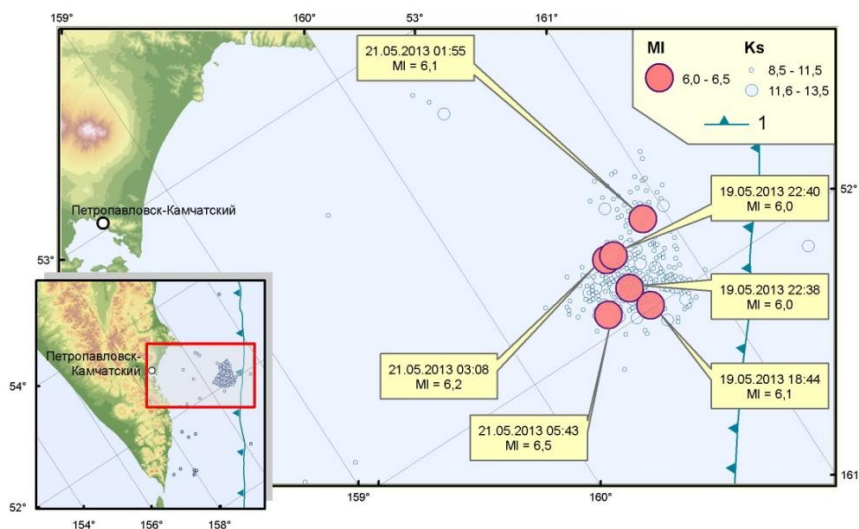 159°
160°
53°
161°
21.05.2013 01:55
Ml = 6,1
Ml
Ks
6,0 - 6,5
8,5 - 11,5
11,6 - 13,5
1
52°
19.05.2013 22:40
Ml = 6,0
Петропавловск-Камчатский
53°
19.05.2013 22:38
Ml = 6,0
Петропавловск-
Камчатский
21.05.2013 03:08
Ml = 6,2
19.05.2013 18:44
Ml = 6,1
54°
21.05.2013 05:43
Ml = 6,5
52°
161°
159°
160°
52°
154°
156°
158°